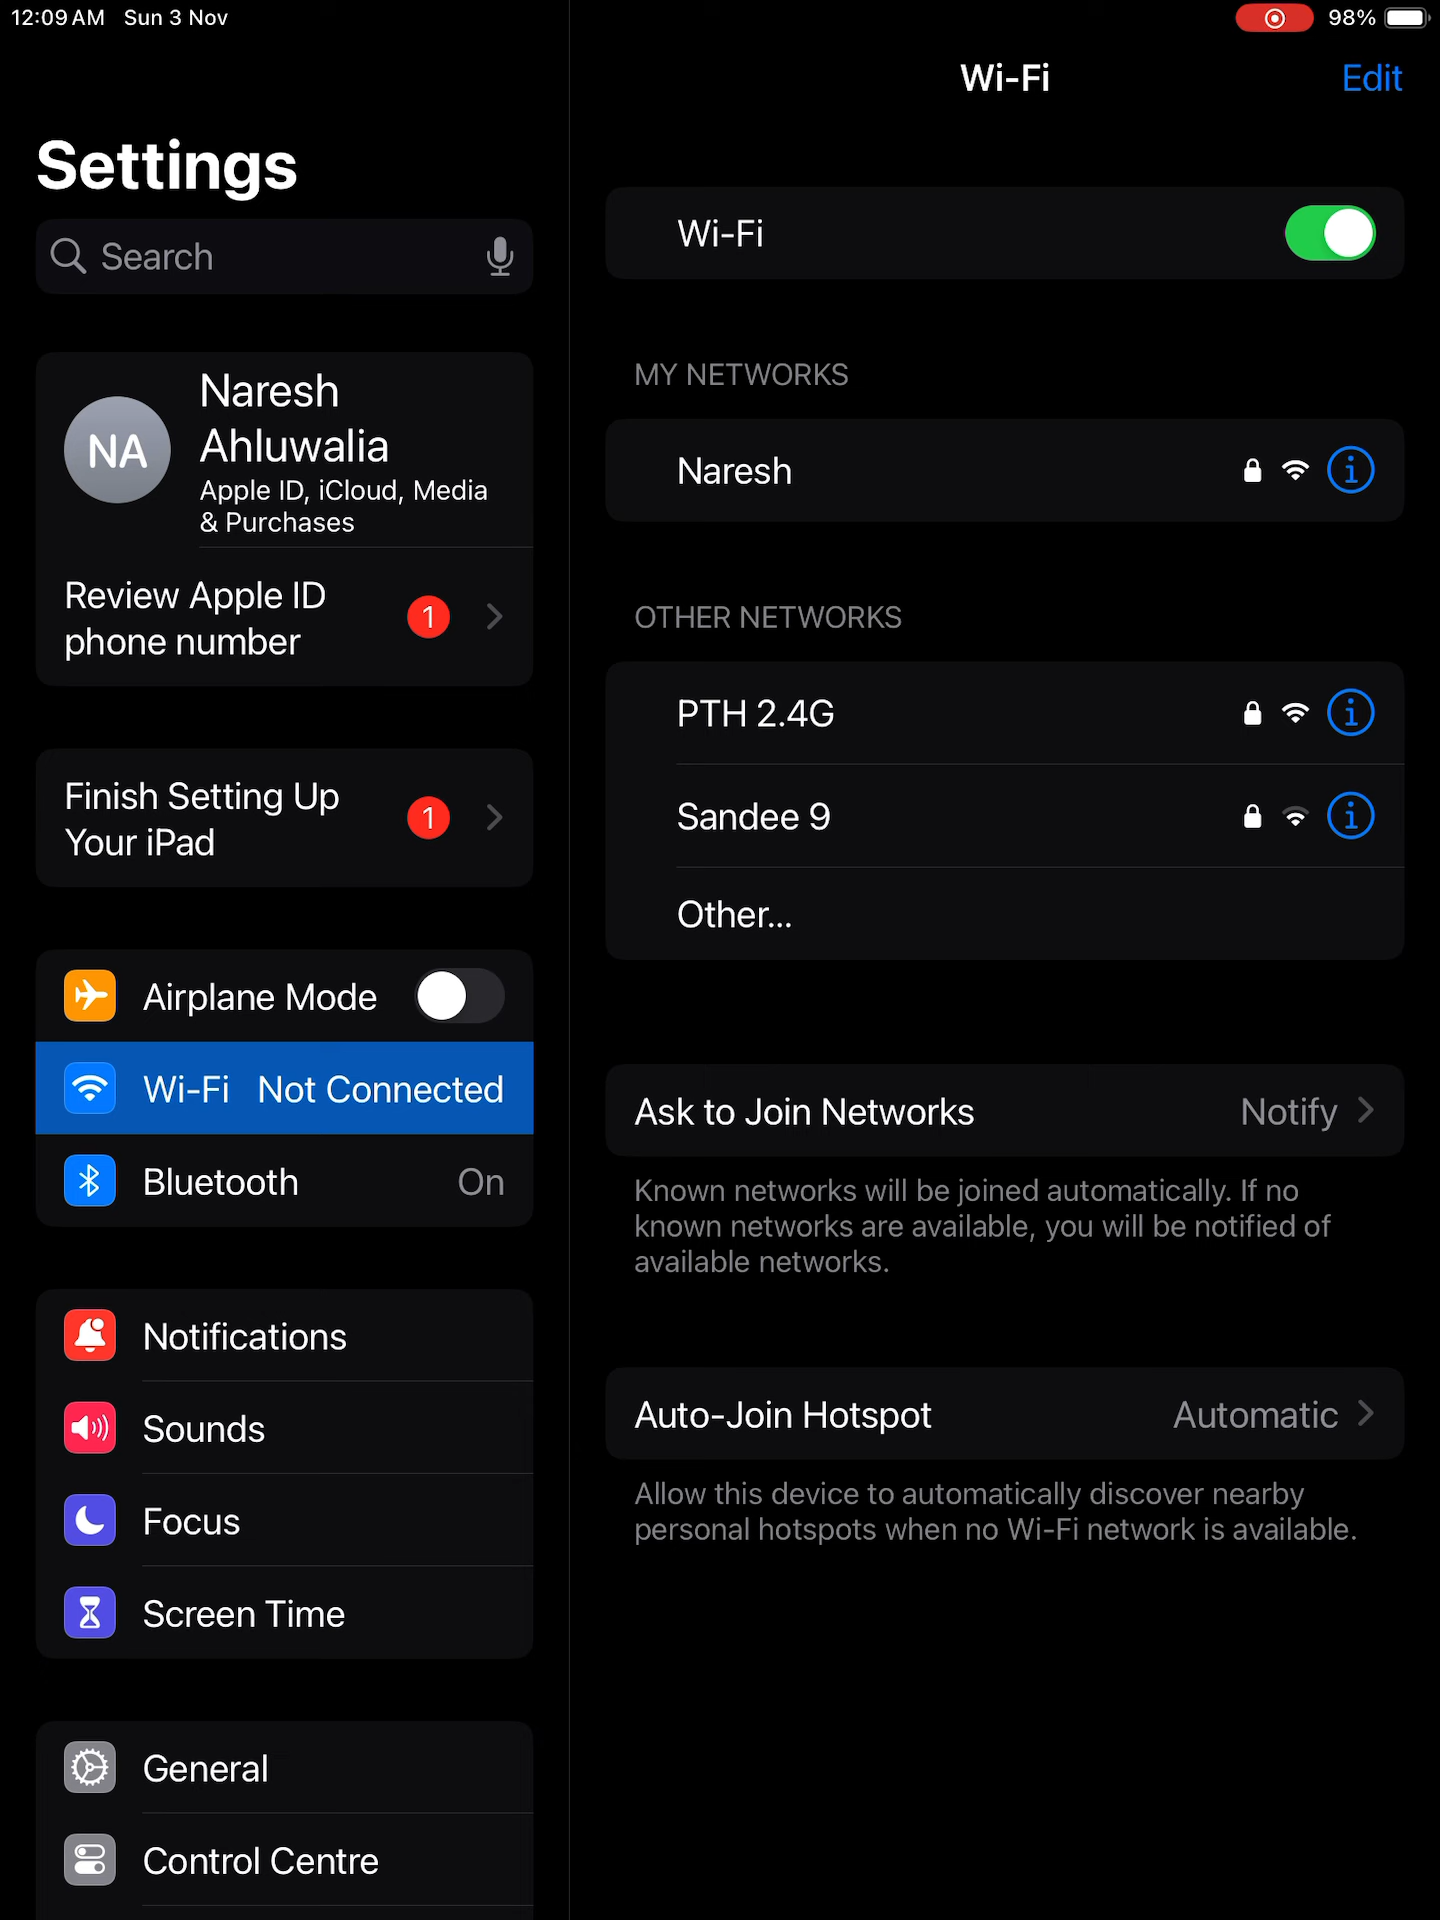 12:09 AM Sun 3 Nov
98%
Settings
Search
NA
Naresh
Ahluwalia
Apple ID, iCloud, Media
& Purchases
Review Apple ID
phone number
1
Finish Setting Up
Your iPad
1
Airplane Mode
Wi-Fi Not Connected
Bluetooth On
Notifications
Sounds
Focus
Screen Time
General
Control Centre
Wi-Fi
Edit
Wi-Fi
MY NETWORKS
Naresh
OTHER NETWORKS
PTH 2.4G
Sandee 9
Other...
Ask to Join Networks Notify
Known networks will be joined automatically. If no
known networks are available, you will be notified of
available networks.
Auto-Join Hotspot Automatic
Allow this device to automatically discover nearby
personal hotspots when no Wi-Fi network is available.